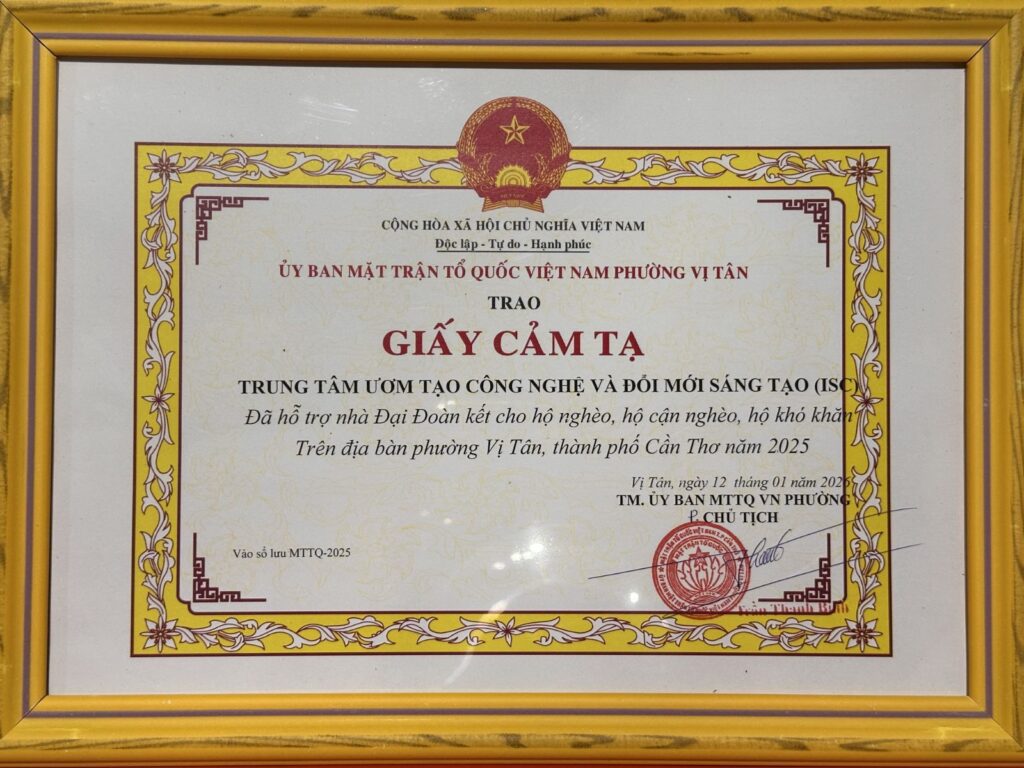 CỘNG HÒA XÃ HỘI CHỦ NGHĨA VIỆT NAM
Độc lập - Tự do - Hạnh phúc
ỦY BAN MẶT TRẬN TỔ QUỐC VIỆT NAM PHƯỜNG VỊ TÂN
TRAO
GIẤY CẢM TẠ
TRUNG TÂM ƯƠM TẠO CÔNG NGHỆ VÀ ĐỔI MỚI SÁNG TẠO (ISC)
Đã hỗ trợ nhà Đại Đoàn kết cho hộ nghèo, hộ cận nghèo, hộ khó khăn
Trên địa bàn phường Vị Tân, thành phố Cần Thơ năm 2025
Vị Tân, ngày 12 tháng 01 năm 2026
TM. ỦY BAN MTTQ VN PHƯỜNG
P. CHỦ TỊCH
Vào sổ lưu MTTQ-2025
Trần Thanh